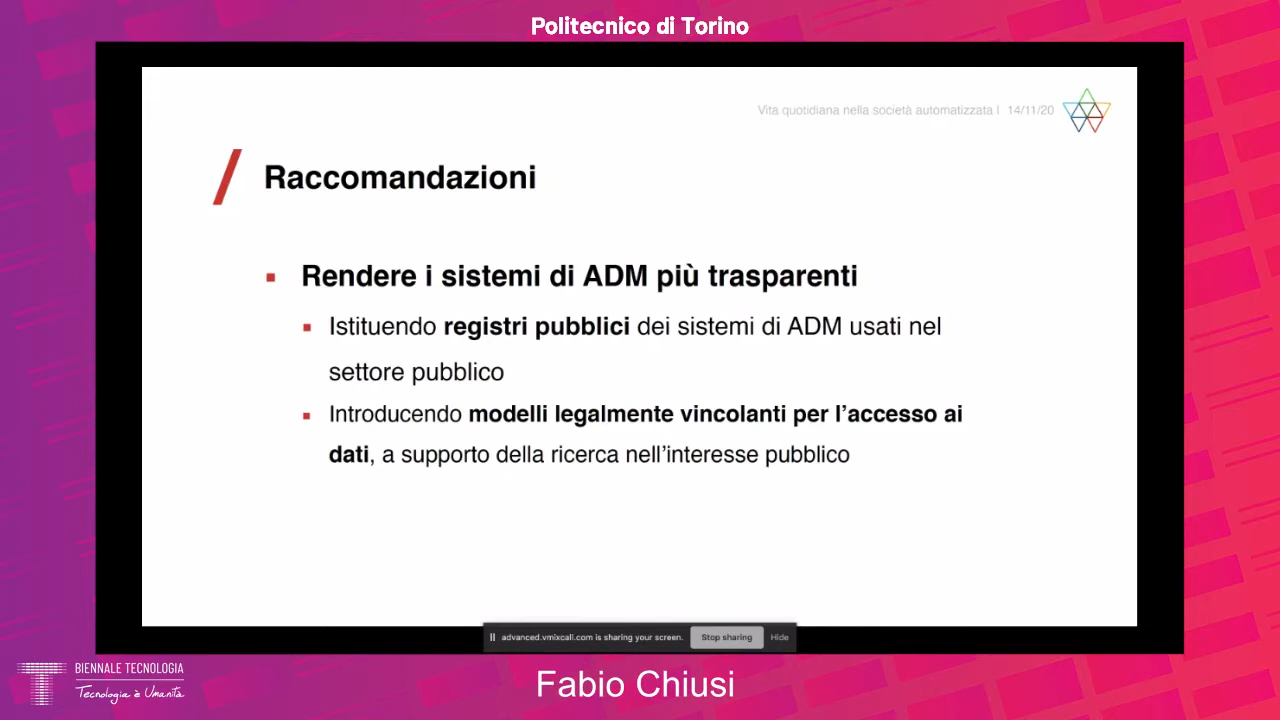 Politecnico di Torino
Vita quotidiana nella società automatizzata | 14/11/20
Raccomandazioni
Rendere i sistemi di ADM più trasparenti
Istituendo registri pubblici dei sistemi di ADM usati nel
settore pubblico
Introducendo modelli legalmente vincolanti per l'accesso ai
dati, a supporto della ricerca nell'interesse pubblico
advanced.vmixcall.com is sharing your screen. Stop sharing Hide
BIENNALE TECNOLOGIA
Tecnologia è Umanità
Fabio Chiusi